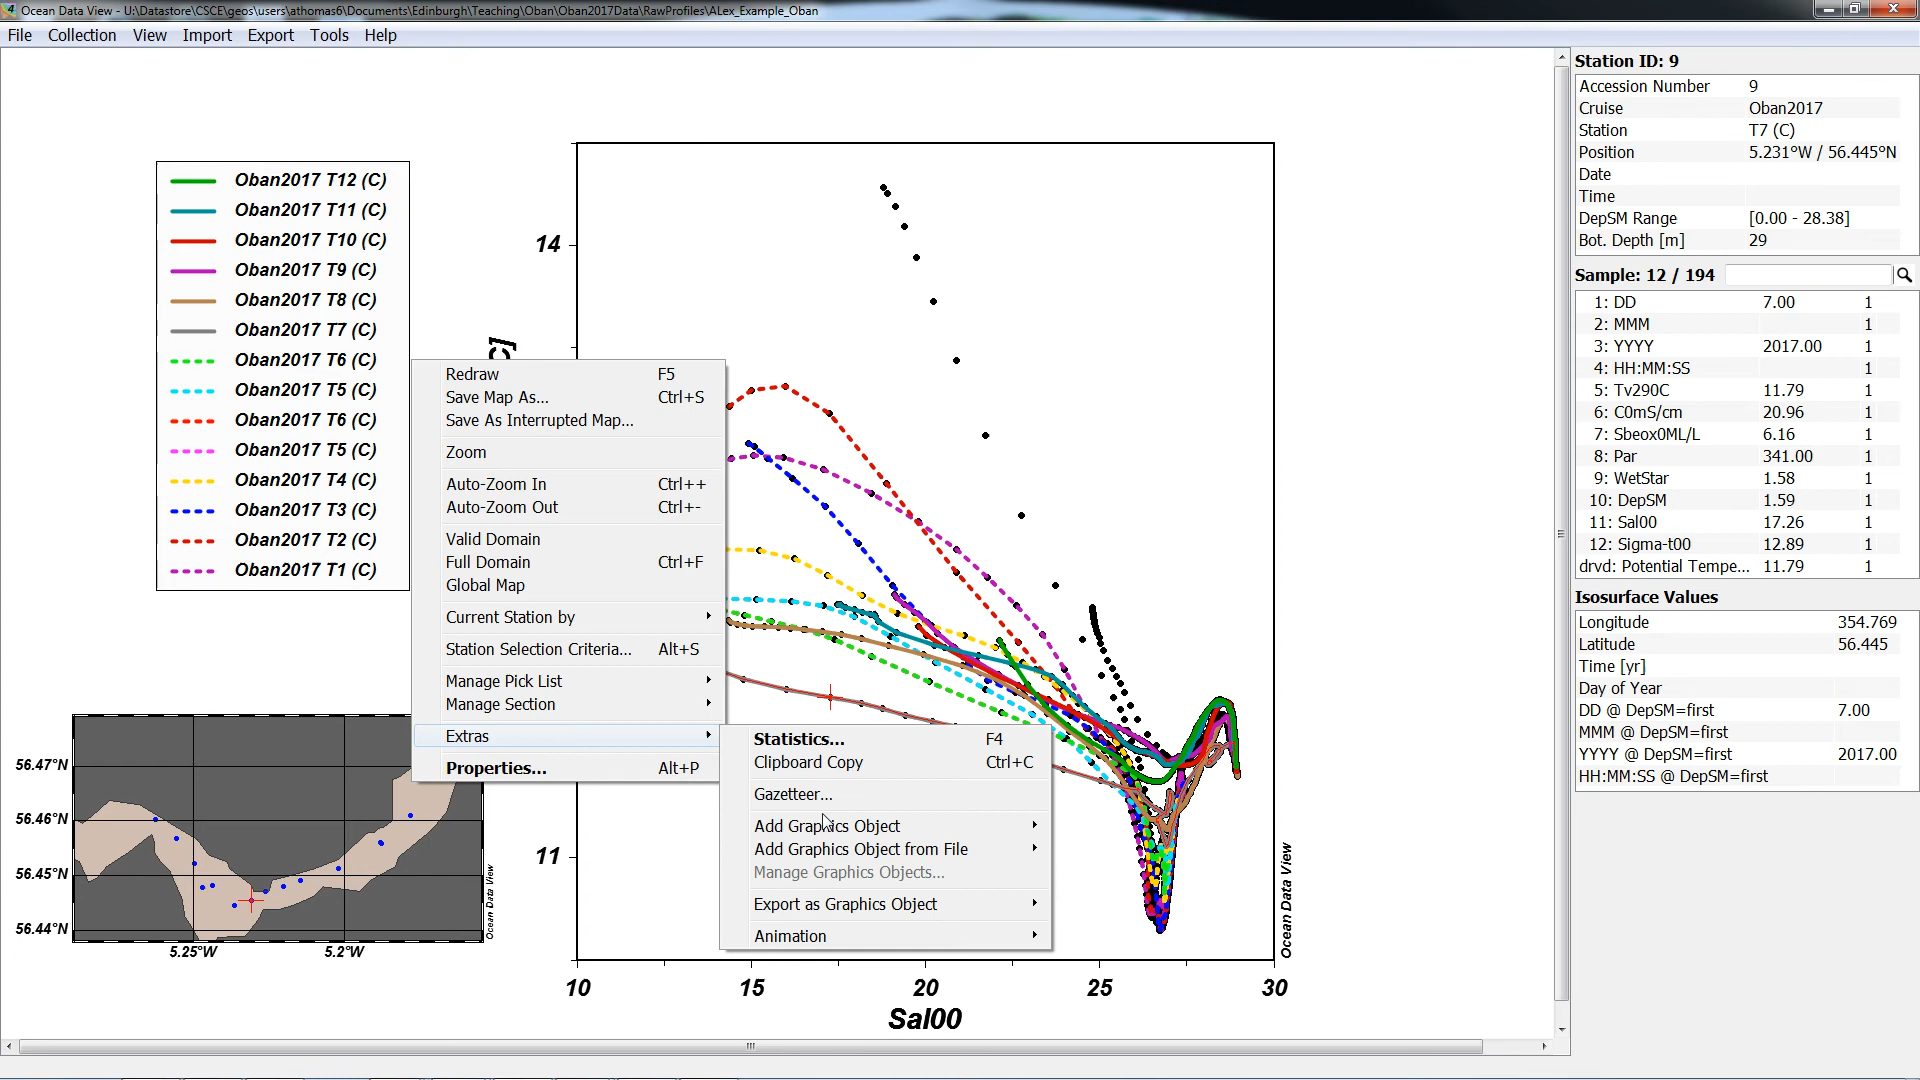 Ocean Data View - U:\Datastore\CSCE\geos\users\athomas6\Documents\Edinburgh\Teaching\Oban\Oban2017Data\RawProfiles\ALex_Example_Oban
File Collection View Import Export Tools Help
Oban2017 T12 (C)
Oban2017 T11 (C)
Oban2017 T10 (C)
Oban2017 T9 (C)
Oban2017 T8 (C)
Oban2017 T7 (C)
Oban2017 T6 (C)
Oban2017 T5 (C)
Oban2017 T6 (C)
Oban2017 T5 (C)
Oban2017 T4 (C)
Oban2017 T3 (C)
Oban2017 T2 (C)
Oban2017 T1 (C)
56.47°N
56.46°N
56.45°N
56.44°N
5.25°W 5.2°W
Ocean Data View
14
11
C]
10 15 20 25 30
Sal00
Ocean Data View
Redraw F5
Save Map As... Ctrl+S
Save As Interrupted Map...
Zoom
Auto-Zoom In Ctrl++
Auto-Zoom Out Ctrl+-
Valid Domain
Full Domain Ctrl+F
Global Map
Current Station by
Station Selection Criteria... Alt+S
Manage Pick List
Manage Section
Extras
Properties... Alt+P
Statistics... F4
Clipboard Copy Ctrl+C
Gazetteer...
Add Graphics Object
Add Graphics Object from File
Manage Graphics Objects...
Export as Graphics Object
Animation
Station ID: 9
Accession Number 9
Cruise Oban2017
Station T7 (C)
Position 5.231°W / 56.445°N
Date
Time
DepSM Range [0.00 - 28.38]
Bot. Depth [m] 29
Sample: 12 / 194
1: DD 7.00 1
2: MMM 1
3: YYYY 2017.00 1
4: HH:MM:SS 1
5: Tv290C 11.79 1
6: C0mS/cm 20.96 1
7: Sbeox0ML/L 6.16 1
8: Par 341.00 1
9: WetStar 1.58 1
10: DepSM 1.59 1
11: Sal00 17.26 1
12: Sigma-t00 12.89 1
drvd: Potential Tempe... 11.79 1
Isosurface Values
Longitude 354.769
Latitude 56.445
Time [yr]
Day of Year
DD @ DepSM=first 7.00
MMM @ DepSM=first
YYYY @ DepSM=first 2017.00
HH:MM:SS @ DepSM=first